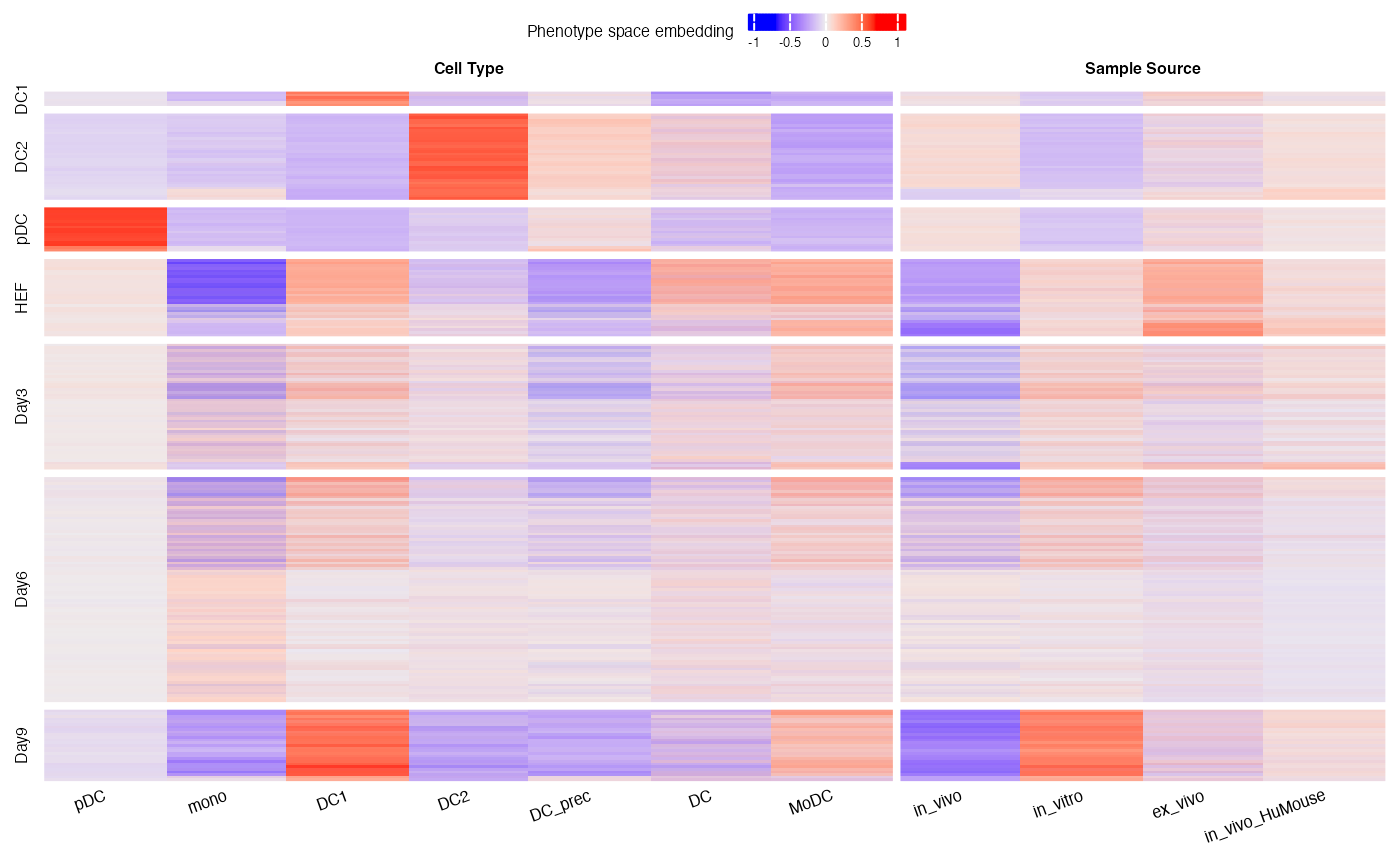 Phenotype space embedding
-1 -0.5 0 0.5 1
Cell Type Sample Source
DC1
DC2
pDC
HEF
Day3
Day6
Day9
pDC mono DC1 DC2 DC_prec DC MoDC in_vivo in_vitro ex_vivo in_vivo_HuMouse